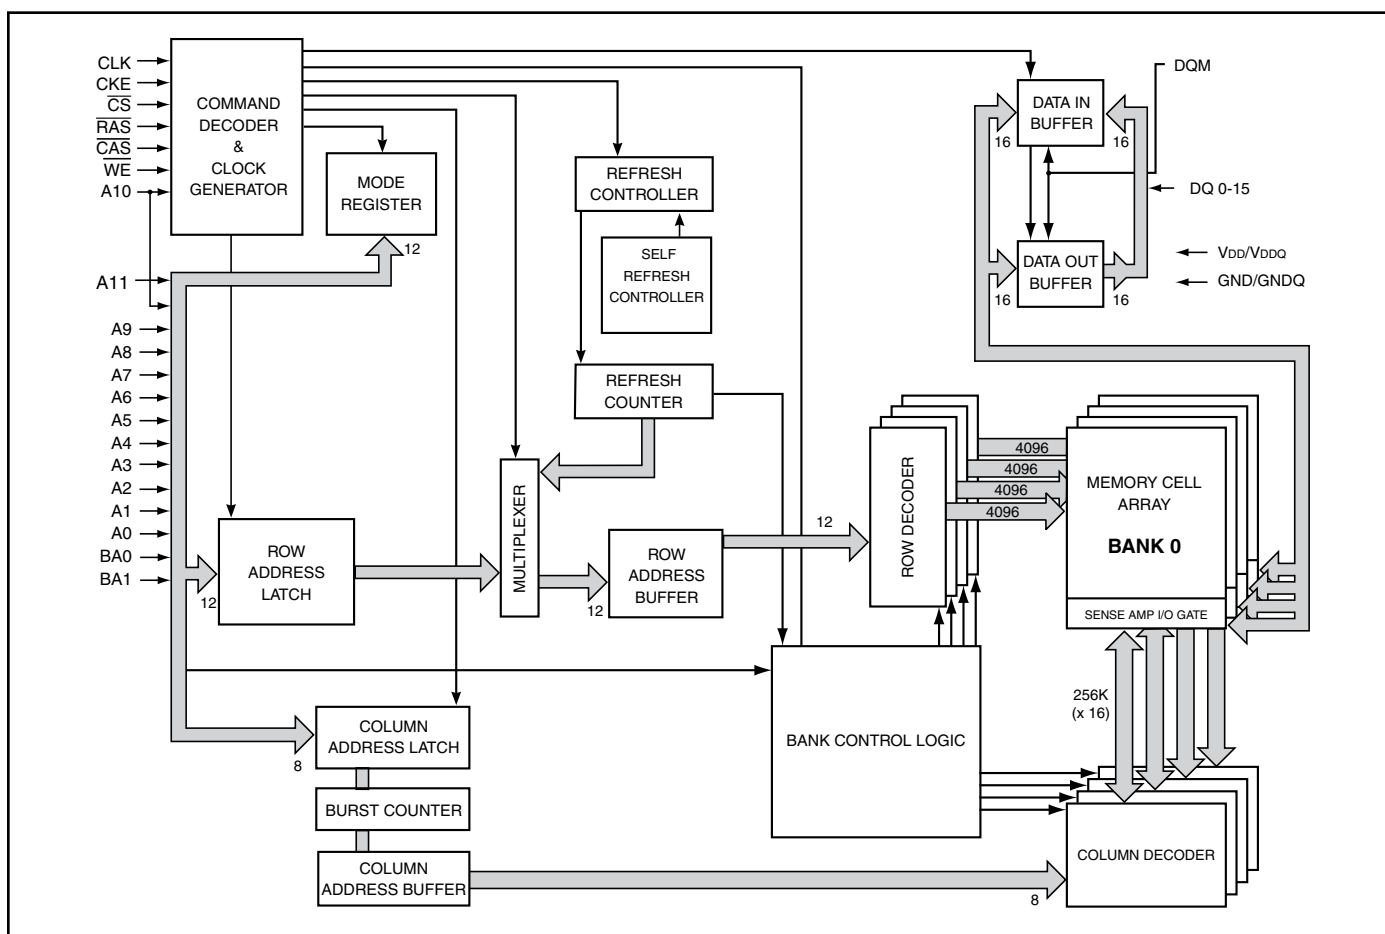 CLK
CKE
CS
RAS
CAS
WE
A10
A11
A9
A8
A7
A6
A5
A4
A3
A2
A1
A0
BA0
BA1
COMMAND
DECODER
&
CLOCK
GENERATOR
MODE
REGISTER
12
REFRESH
CONTROLLER
SELF
REFRESH
CONTROLLER
REFRESH
COUNTER
DATA IN
BUFFER
16
16
DQM
DQ 0-15
VDD/VDDQ
GND/GNDQ
DATA OUT
BUFFER
16
16
ROW
ADDRESS
LATCH
12
MULTIPLEXER
12
ROW
ADDRESS
BUFFER
12
ROW DECODER
4096
4096
4096
4096
MEMORY CELL
ARRAY
BANK 0
SENSE AMP I/O GATE
256K
(x 16)
BANK CONTROL LOGIC
COLUMN
ADDRESS LATCH
8
BURST COUNTER
COLUMN
ADDRESS BUFFER
8
COLUMN DECODER